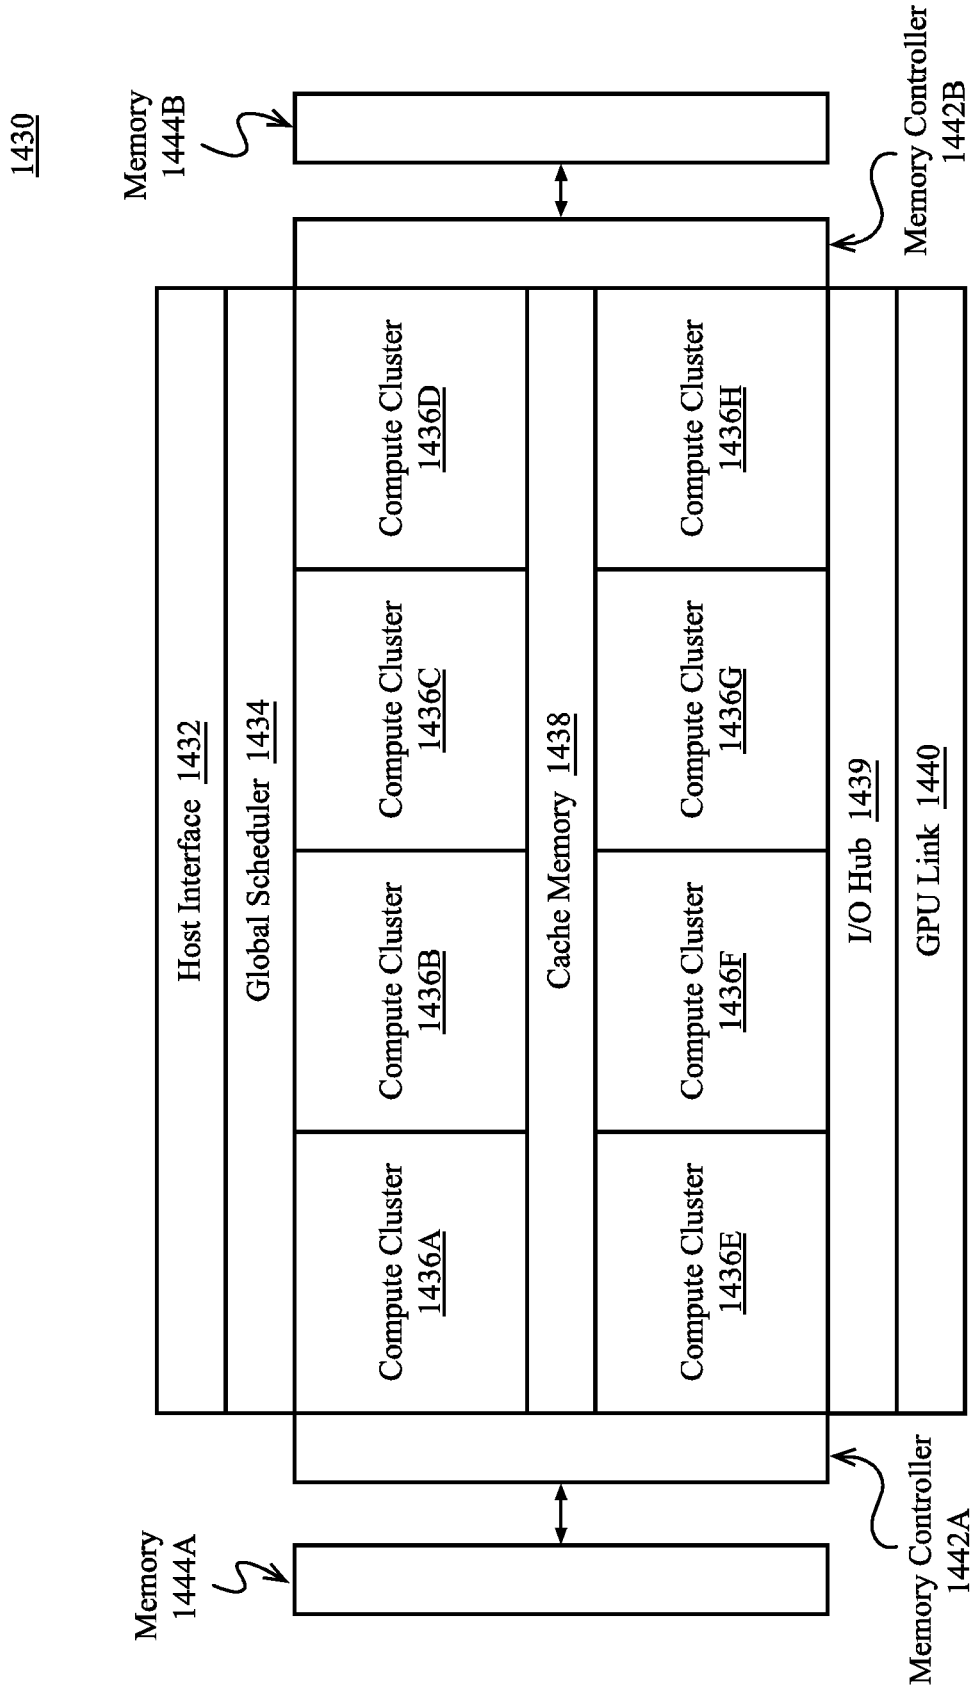 1430
Memory
1444A
Memory
1444B
Host Interface 1432
Global Scheduler 1434
Compute Cluster
1436A
Compute Cluster
1436B
Compute Cluster
1436C
Compute Cluster
1436D
Cache Memory 1438
Compute Cluster
1436E
Compute Cluster
1436F
Compute Cluster
1436G
Compute Cluster
1436H
I/O Hub 1439
GPU Link 1440
Memory Controller
1442A
Memory Controller
1442B